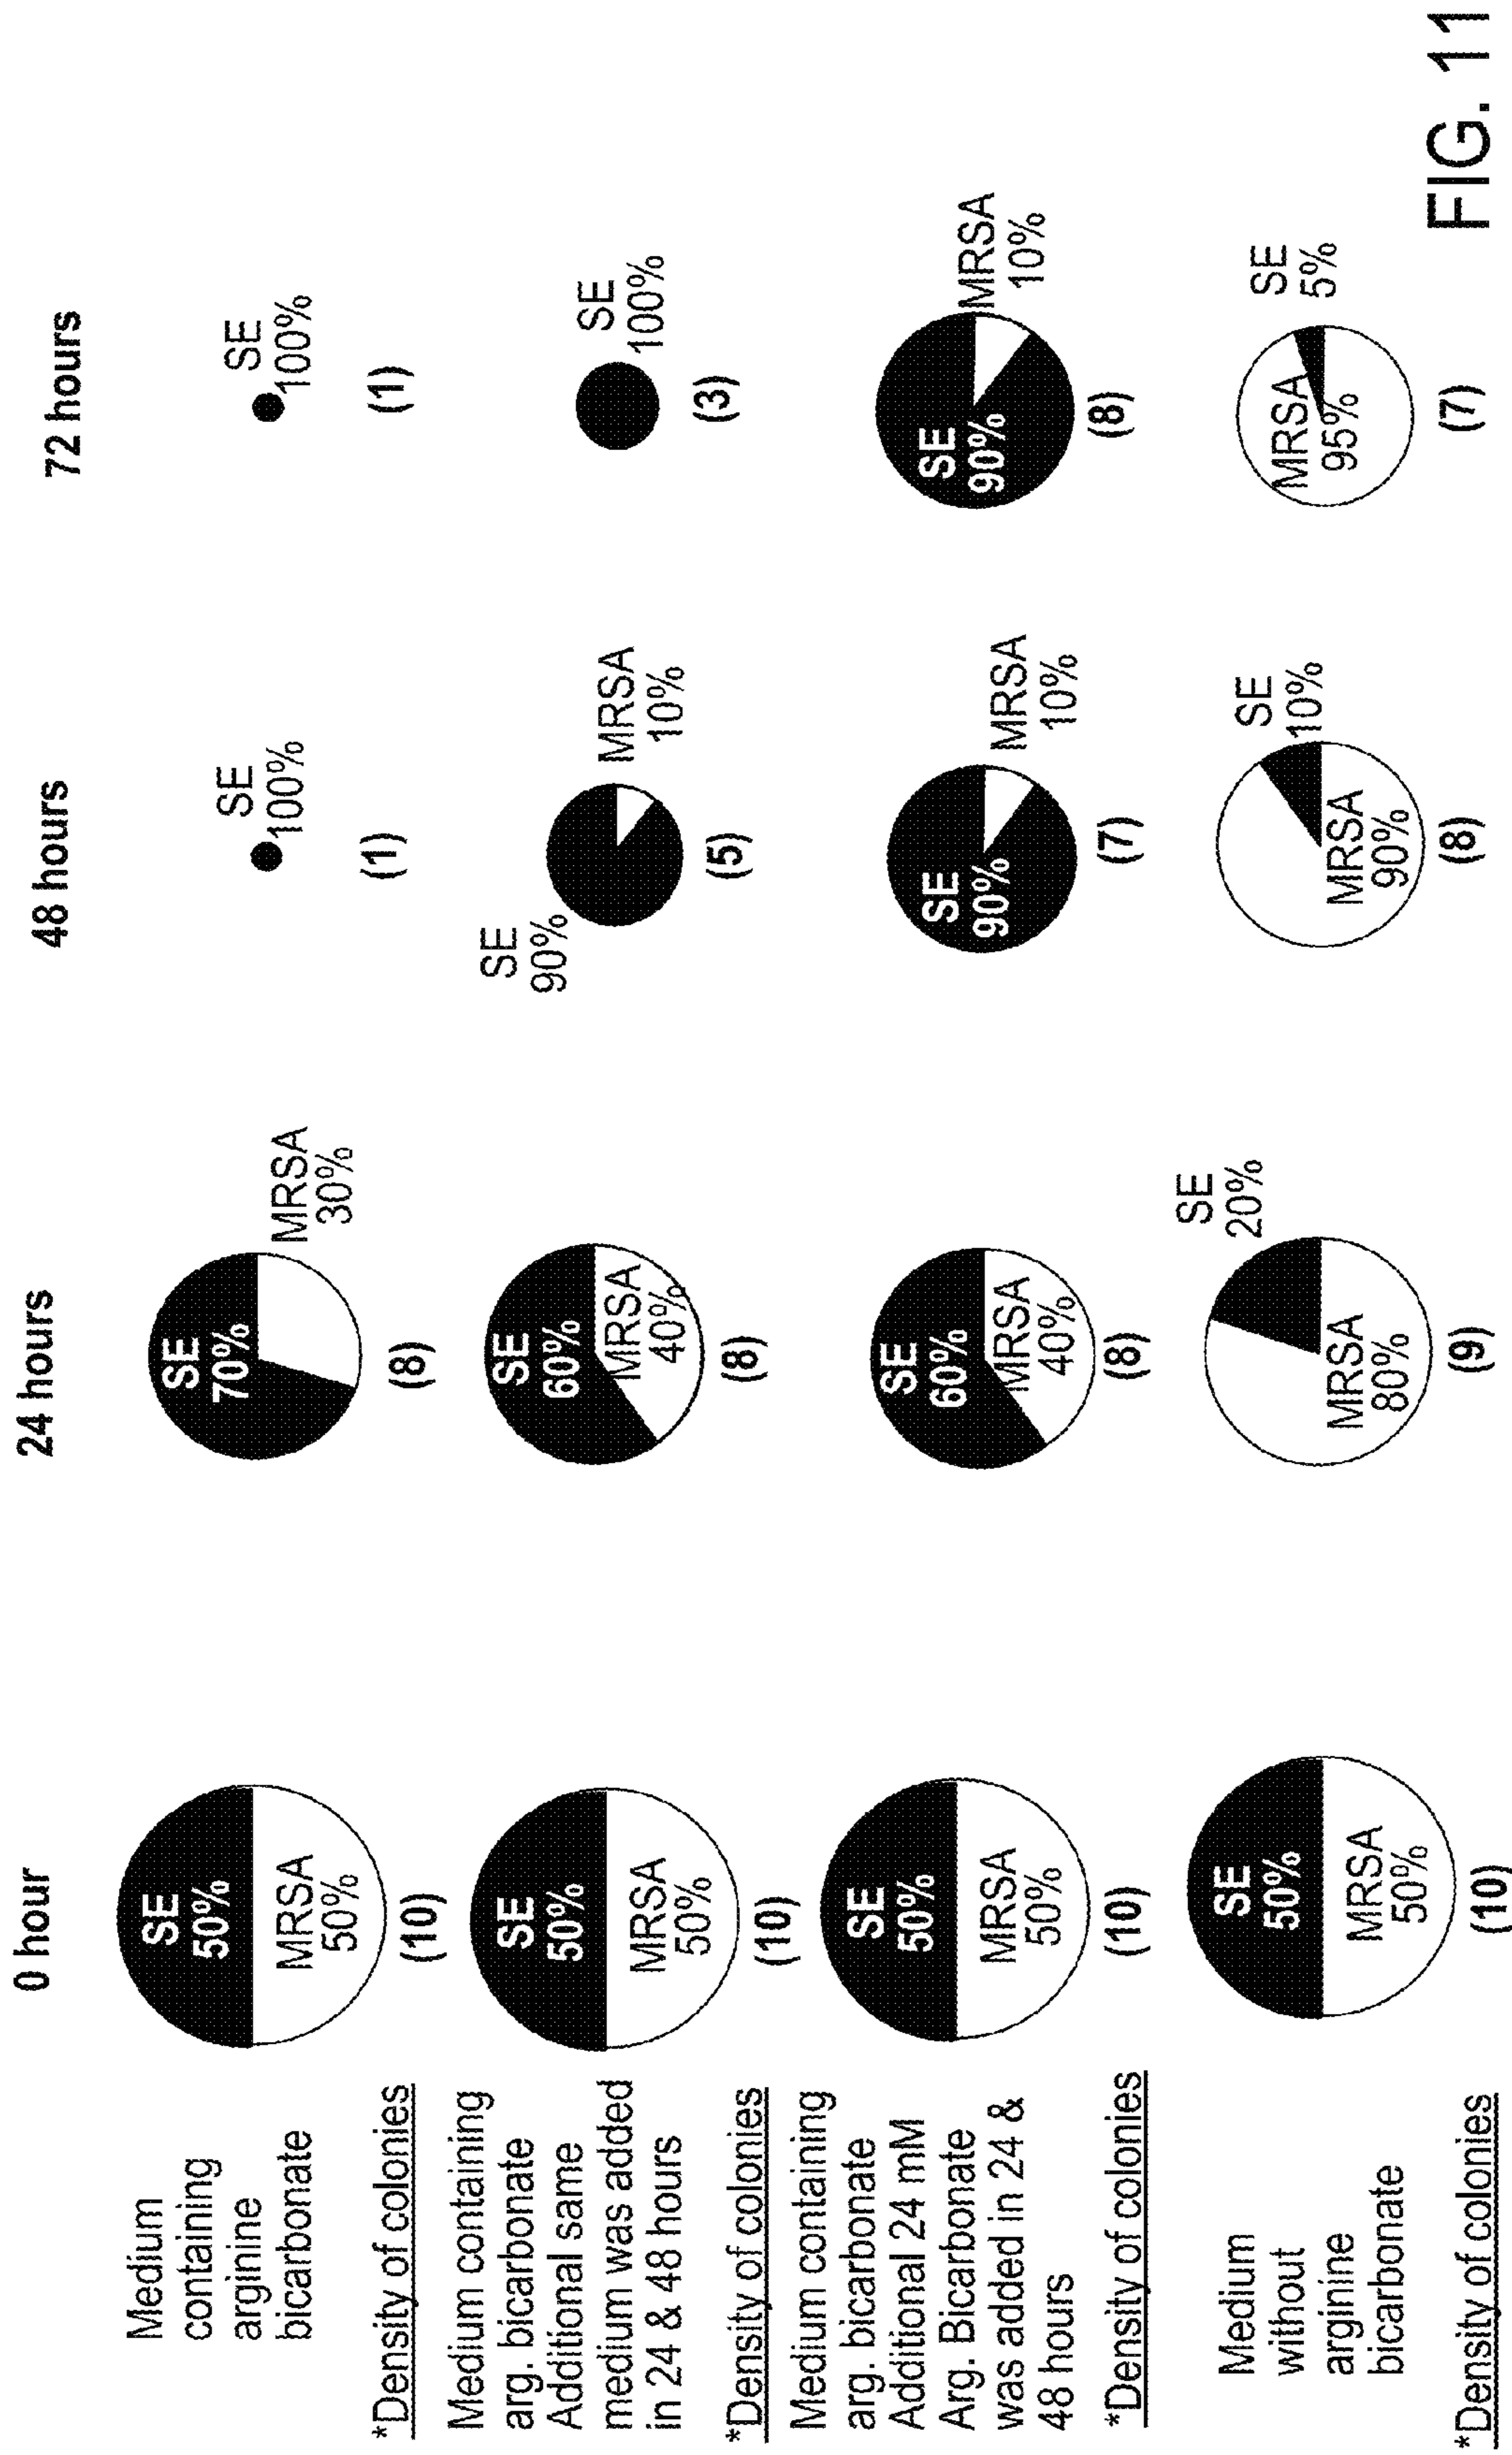 0 hour
24 hours
48 hours
72 hours
Medium
containing
arginine
bicarbonate
SE
50%
MRSA
50%
SE
70%
MRSA
30%
SE
100%
SE
100%
*Density of colonies
(10)
(8)
(1)
(1)
Medium containing
arg. bicarbonate
Additional same
medium was added
in 24 & 48 hours
SE
50%
MRSA
50%
SE
60%
MRSA
40%
SE
90%
MRSA
10%
SE
100%
*Density of colonies
(10)
(8)
(5)
(3)
Medium containing
arg. bicarbonate
Additional 24 mM
Arg. Bicarbonate
was added in 24 &
48 hours
SE
50%
MRSA
50%
SE
60%
MRSA
40%
SE
90%
MRSA
10%
SE
90%
MRSA
10%
*Density of colonies
(10)
(8)
(7)
(8)
Medium
without
arginine
bicarbonate
SE
50%
MRSA
50%
SE
20%
MRSA
80%
SE
10%
MRSA
90%
SE
5%
MRSA
95%
*Density of colonies
(10)
(9)
(8)
(7)
FIG. 11